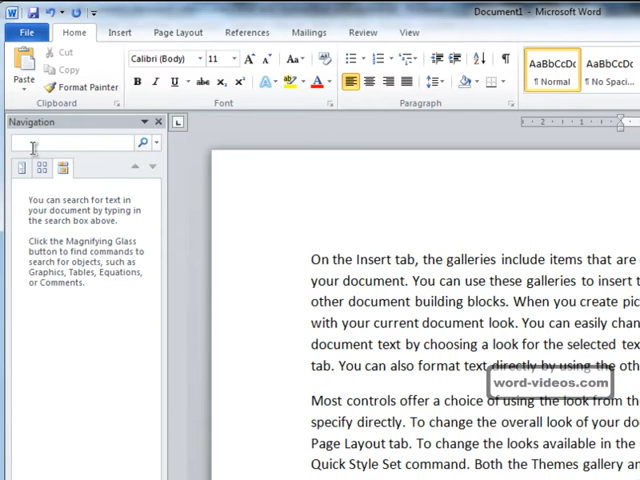 Document1 - Microsoft Word
File Home Insert Page Layout References Mailings Review View
Paste
Cut
Copy
Format Painter
Clipboard
Calibri (Body) 11
B I U abc x₂ x²
Font
Paragraph
AaBbCcDc AaBbCcDc
¶ Normal ¶ No Spaci...
Navigation
You can search for text in
your document by typing in
the search box above.
Click the Magnifying Glass
button to find commands to
search for objects, such as
Graphics, Tables, Equations,
or Comments.
2 1
On the Insert tab, the galleries include items that are
your document. You can use these galleries to insert t
other document building blocks. When you create pic
with your current document look. You can easily chan
document text by choosing a look for the selected tex
tab. You can also format text directly by using the oth
word-videos.com
Most controls offer a choice of using the look from the
specify directly. To change the overall look of your do
Page Layout tab. To change the looks available in the
Quick Style Set command. Both the Themes gallery an